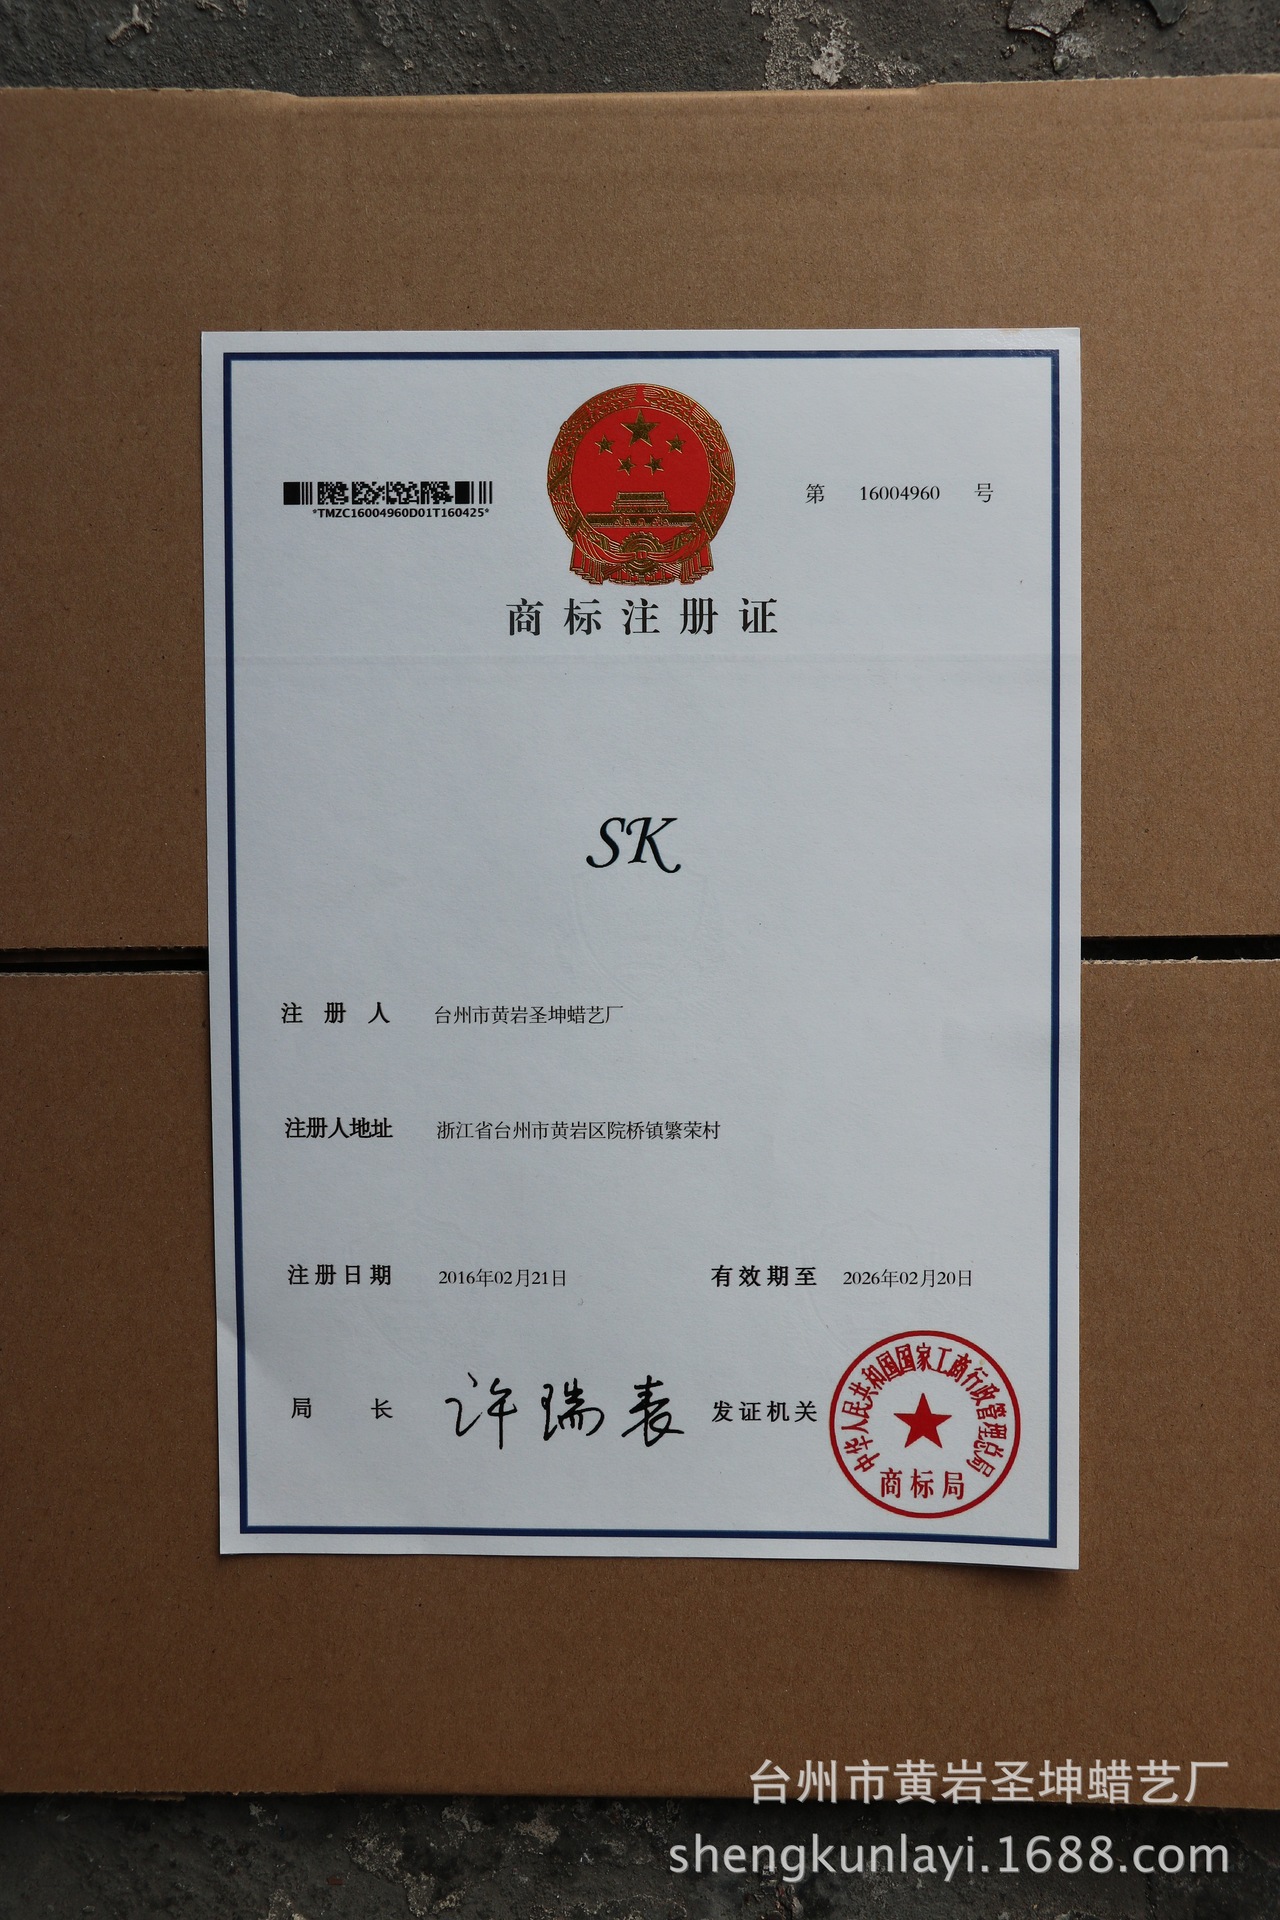 *TMZC16004960D01T160425*
第 16004960 号
商标注册证
SK
注册人 台州市黄岩圣坤蜡艺厂
注册人地址 浙江省台州市黄岩区院桥镇繁荣村
注册日期 2016年02月21日 有效期至 2026年02月20日
局长 许瑞表 发证机关
中华人民共和国国家工商行政管理总局
商标局
台州市黄岩圣坤蜡艺厂
shengkunlayi.1688.com